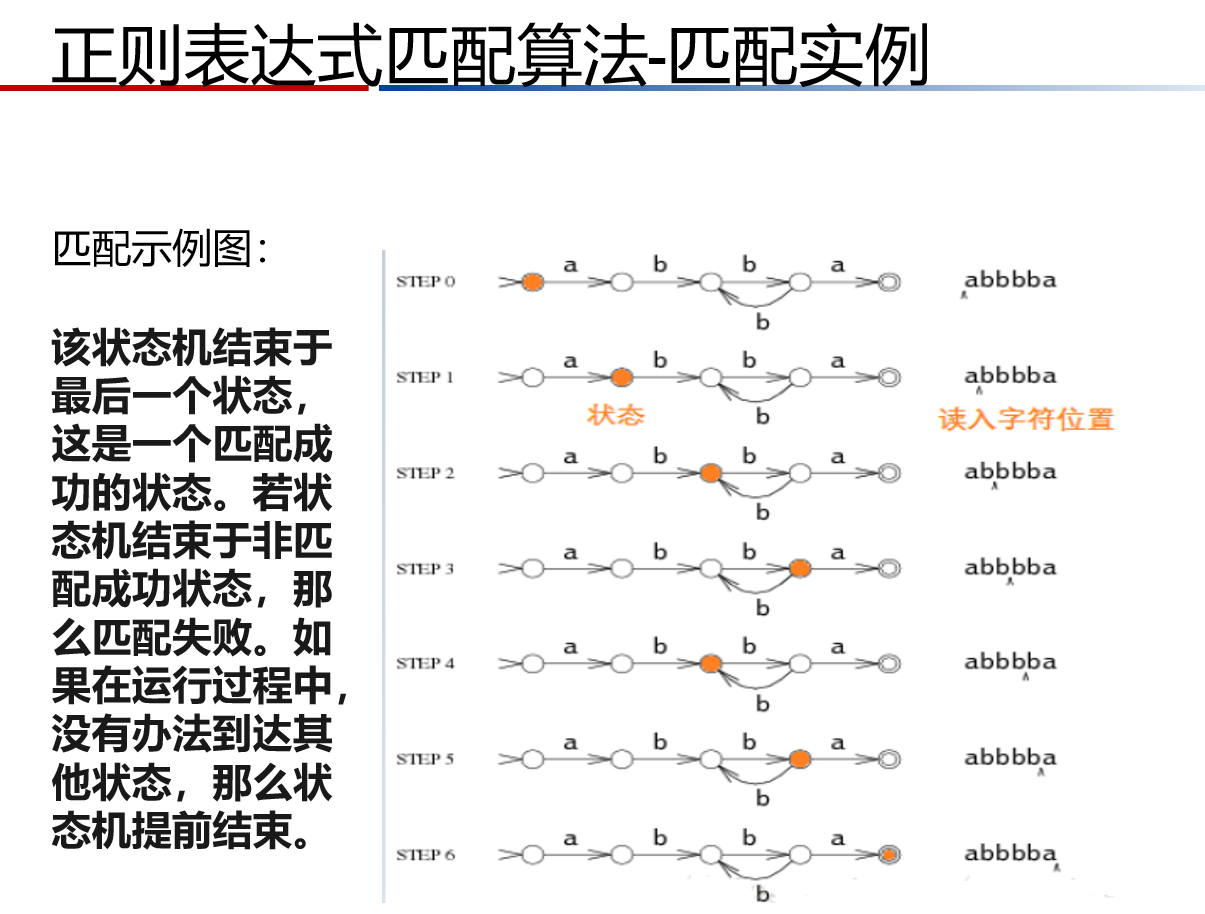 正则表达式匹配算法-匹配实例
匹配示例图：
该状态机结束于
最后一个状态，
这是一个匹配成
功的状态。若状
态机结束于非匹
配成功状态，那
么匹配失败。如
果在运行过程中，
没有办法到达其
他状态，那么状
态机提前结束。
a b b a
STEP 0 abbbba
b
a b b a
STEP 1 abbbba
b
状态 读入字符位置
a b b a
STEP 2 abbbba
b
a b b a
STEP 3 abbbba
b
a b b a
STEP 4 abbbba
b
a b b a
STEP 5 abbbba
b
a b b a
STEP 6 abbbba
b